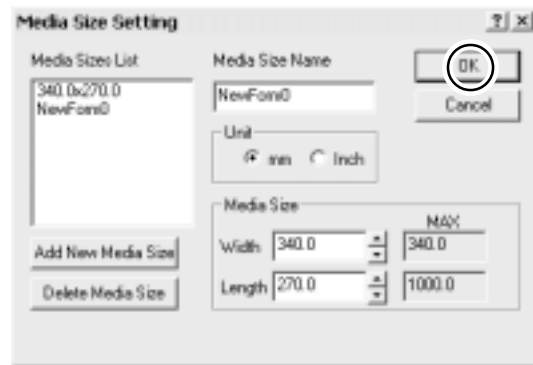 Media Size Setting
? ×
Media Sizes List
340.0x270.0
NewForm0
Add New Media Size
Delete Media Size
Media Size Name
NewForm0
Unit
mm
Inch
Media Size
MAX
Width 340.0 340.0
Length 270.0 1000.0
OK
Cancel